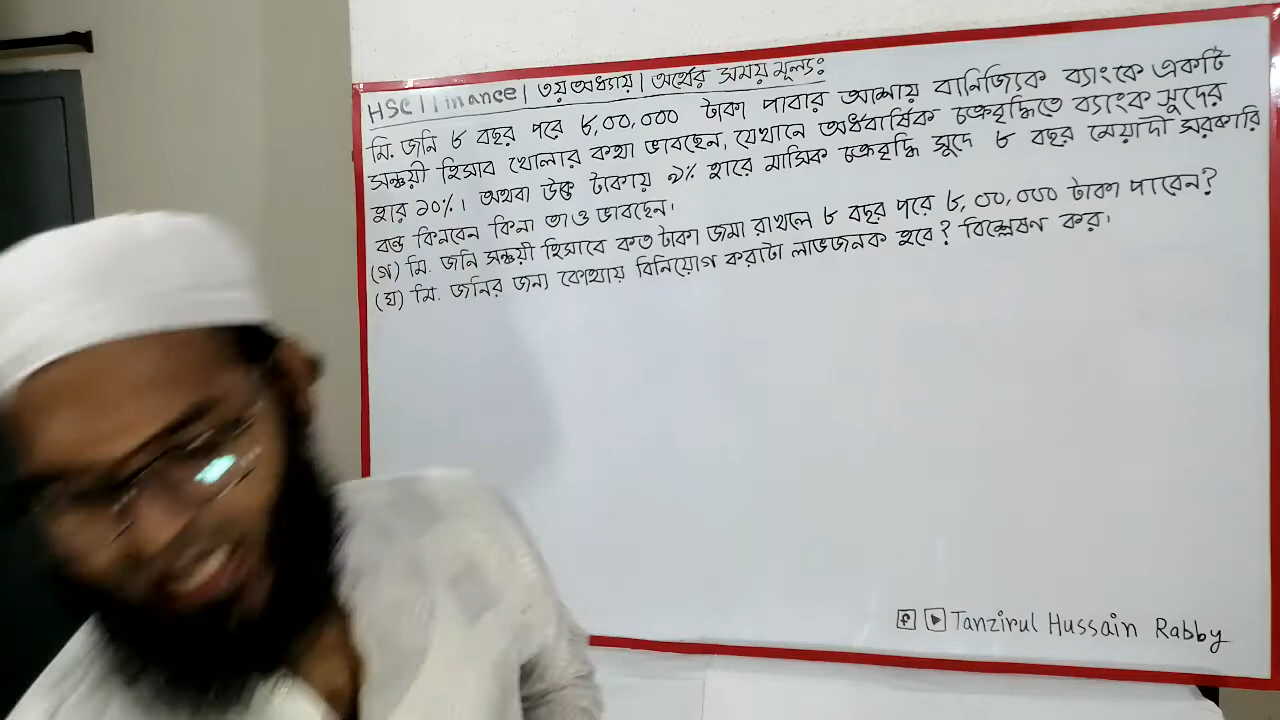 HSC | Finance | ৩য় অধ্যায় | অর্থের সময় মূল্যঃ
মি. জনি ৮ বছর পরে ৮,০০,০০০ টাকা পাবার আশায় বানিজ্যিক ব্যাংকে একটি
সঞ্চয়ী হিসাব খোলার কথা ভাবছেন, যেখানে অর্ধবার্ষিক চক্রবৃদ্ধিতে ব্যাংক সুদের
হার ১০%। অথবা উক্ত টাকায় ৯% হারে মাসিক চক্রবৃদ্ধি সুদে ৮ বছর মেয়াদী সরকারি
বন্ড কিনবেন কিনা তাও ভাবছেন।
(গ) মি. জনি সঞ্চয়ী হিসাবে কত টাকা জমা রাখলে ৮ বছর পরে ৮,০০,০০০ টাকা পাবেন?
(ঘ) মি. জনির জন্য কোথায় বিনিয়োগ করাটা লাভজনক হবে? বিশ্লেষণ কর।
Tanzirul Hussain Rabby